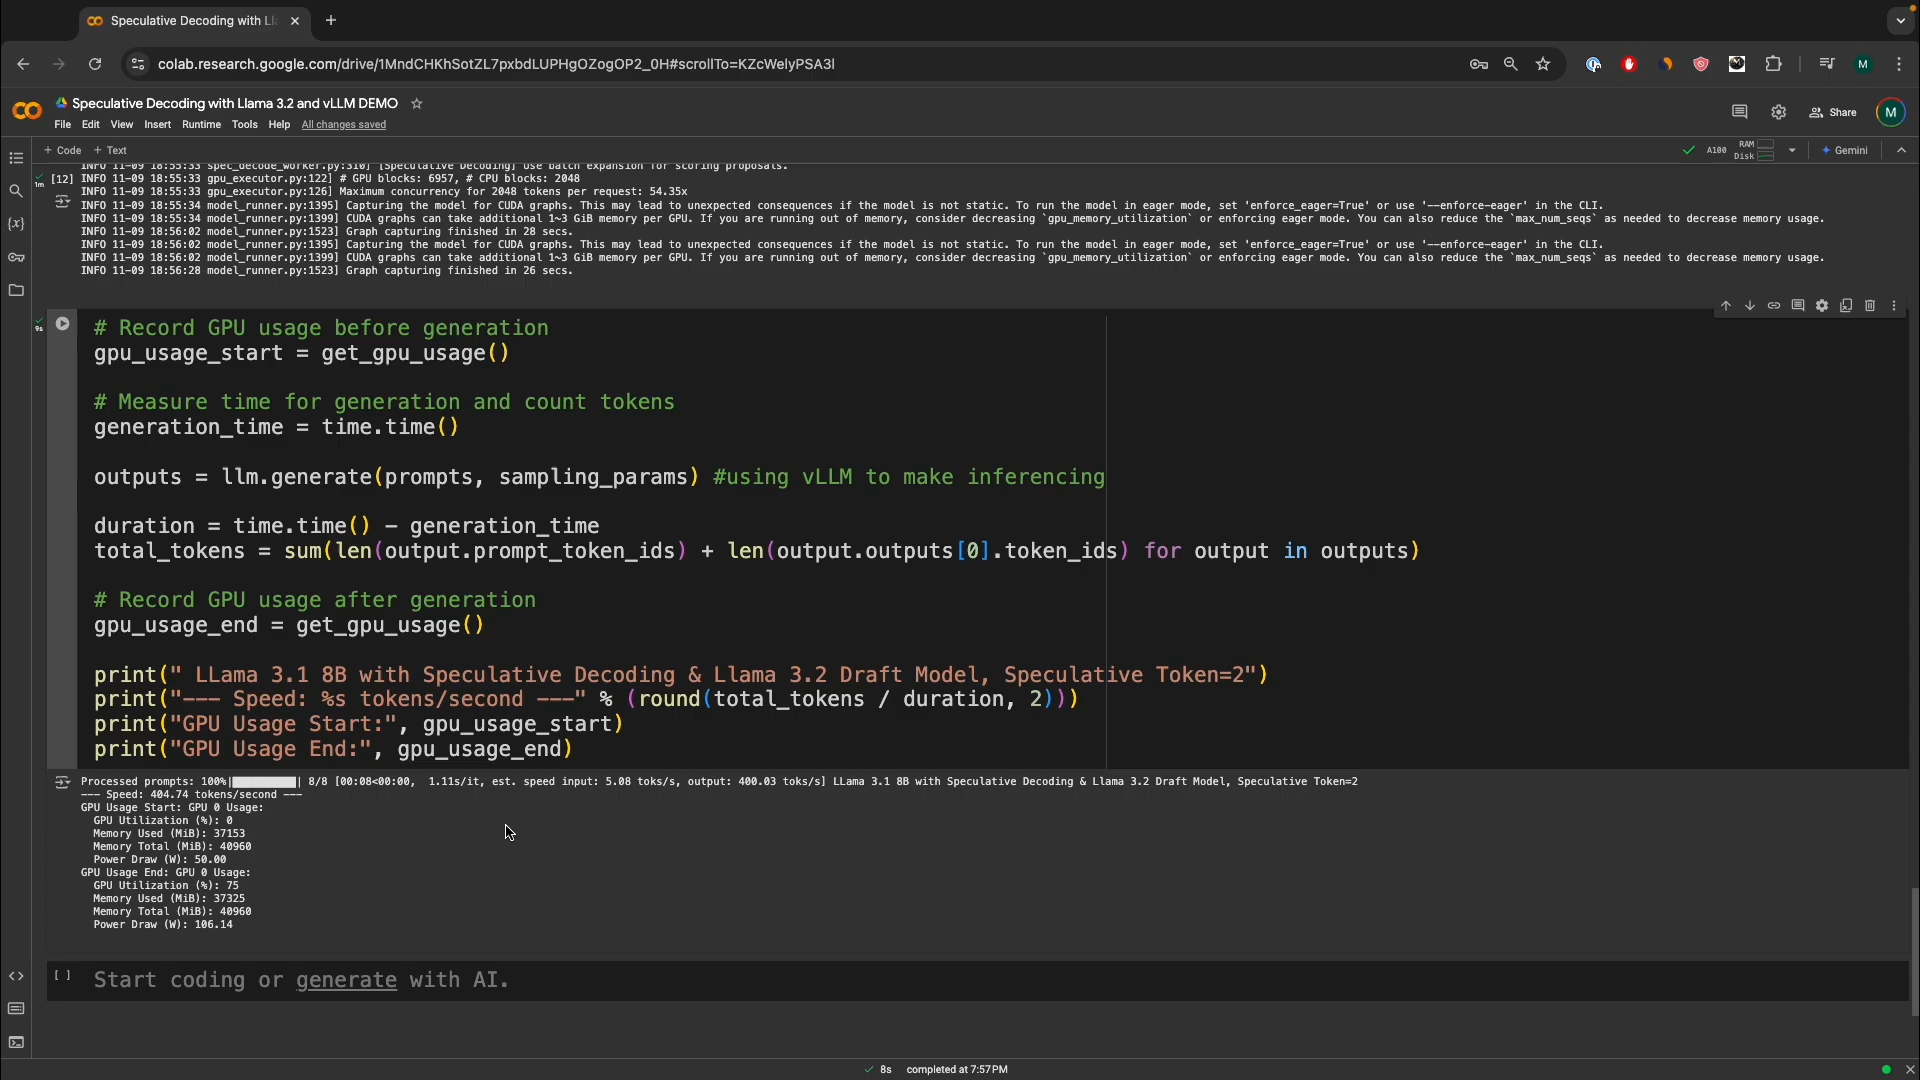 Speculative Decoding with Ll
colab.research.google.com/drive/1MndCHKhSotZL7pxbdLUPHgOZogOP2_0H#scrollTo=KZcWelyPSA3l
M
Speculative Decoding with Llama 3.2 and vLLM DEMO
File Edit View Insert Runtime Tools Help All changes saved
Share
M
+ Code + Text
A100 RAM Disk
Gemini
INFO 11-09 18:55:33 spec_decode_worker.py:310] [Speculative Decoding] Use batch expansion for scoring proposals.
1m [12] INFO 11-09 18:55:33 gpu_executor.py:122] # GPU blocks: 6957, # CPU blocks: 2048
INFO 11-09 18:55:33 gpu_executor.py:126] Maximum concurrency for 2048 tokens per request: 54.35x
INFO 11-09 18:55:34 model_runner.py:1395] Capturing the model for CUDA graphs. This may lead to unexpected consequences if the model is not static. To run the model in eager mode, set 'enforce_eager=True' or use '--enforce-eager' in the CLI.
INFO 11-09 18:55:34 model_runner.py:1399] CUDA graphs can take additional 1~3 GiB memory per GPU. If you are running out of memory, consider decreasing `gpu_memory_utilization` or enforcing eager mode. You can also reduce the `max_num_seqs` as needed to decrease memory usage.
INFO 11-09 18:56:02 model_runner.py:1523] Graph capturing finished in 28 secs.
INFO 11-09 18:56:02 model_runner.py:1395] Capturing the model for CUDA graphs. This may lead to unexpected consequences if the model is not static. To run the model in eager mode, set 'enforce_eager=True' or use '--enforce-eager' in the CLI.
INFO 11-09 18:56:02 model_runner.py:1399] CUDA graphs can take additional 1~3 GiB memory per GPU. If you are running out of memory, consider decreasing `gpu_memory_utilization` or enforcing eager mode. You can also reduce the `max_num_seqs` as needed to decrease memory usage.
INFO 11-09 18:56:28 model_runner.py:1523] Graph capturing finished in 26 secs.
9s
# Record GPU usage before generation
gpu_usage_start = get_gpu_usage()
# Measure time for generation and count tokens
generation_time = time.time()
outputs = llm.generate(prompts, sampling_params) #using vLLM to make inferencing
duration = time.time() - generation_time
total_tokens = sum(len(output.prompt_token_ids) + len(output.outputs[0].token_ids) for output in outputs)
# Record GPU usage after generation
gpu_usage_end = get_gpu_usage()
print(" LLama 3.1 8B with Speculative Decoding & Llama 3.2 Draft Model, Speculative Token=2")
print("--- Speed: %s tokens/second ---" % (round(total_tokens / duration, 2)))
print("GPU Usage Start:", gpu_usage_start)
print("GPU Usage End:", gpu_usage_end)
Processed prompts: 100%| | 8/8 [00:08<00:00, 1.11s/it, est. speed input: 5.08 toks/s, output: 400.03 toks/s] LLama 3.1 8B with Speculative Decoding & Llama 3.2 Draft Model, Speculative Token=2
--- Speed: 404.74 tokens/second ---
GPU Usage Start: GPU 0 Usage:
GPU Utilization (%): 0
Memory Used (MiB): 37153
Memory Total (MiB): 40960
Power Draw (W): 50.00
GPU Usage End: GPU 0 Usage:
GPU Utilization (%): 75
Memory Used (MiB): 37325
Memory Total (MiB): 40960
Power Draw (W): 106.14
[ ] Start coding or generate with AI.
8s completed at 7:57 PM